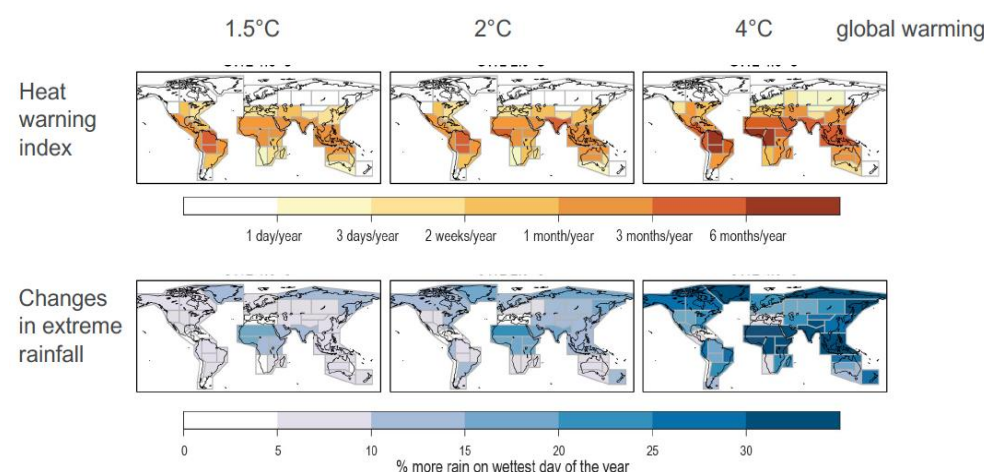 1.5°C 2°C 4°C global warming
Heat
warning
index
1 day/year 3 days/year 2 weeks/year 1 month/year 3 months/year 6 months/year
Changes
in extreme
rainfall
0 5 10 15 20 25 30
% more rain on wettest day of the year